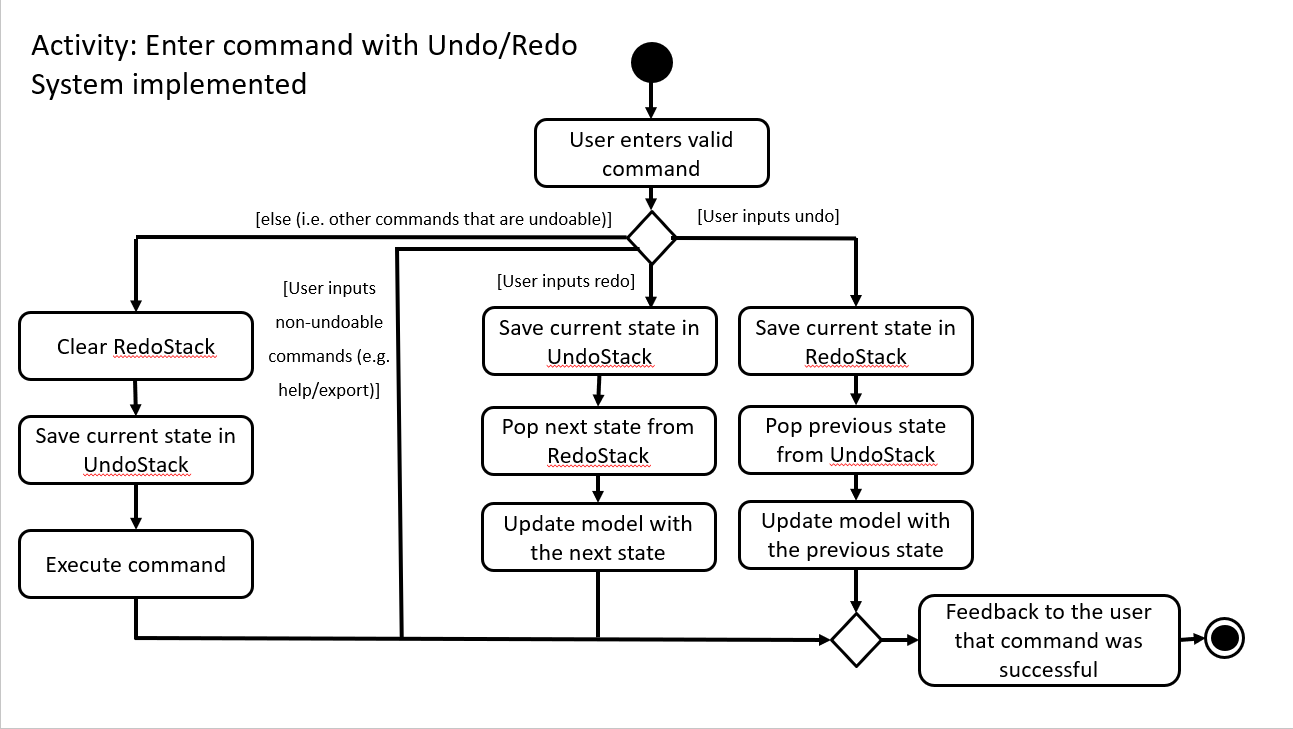 Activity: Enter command with Undo/Redo
System implemented
User enters valid
command
[else (i.e. other commands that are undoable)]
[User inputs undo]
[User inputs redo]
[User inputs
non-undoable
commands (e.g.
help/export)]
Clear RedoStack
Save current state in
UndoStack
Execute command
Save current state in
UndoStack
Pop next state from
RedoStack
Update model with
the next state
Save current state in
RedoStack
Pop previous state
from UndoStack
Update model with
the previous state
Feedback to the user
that command was
successful